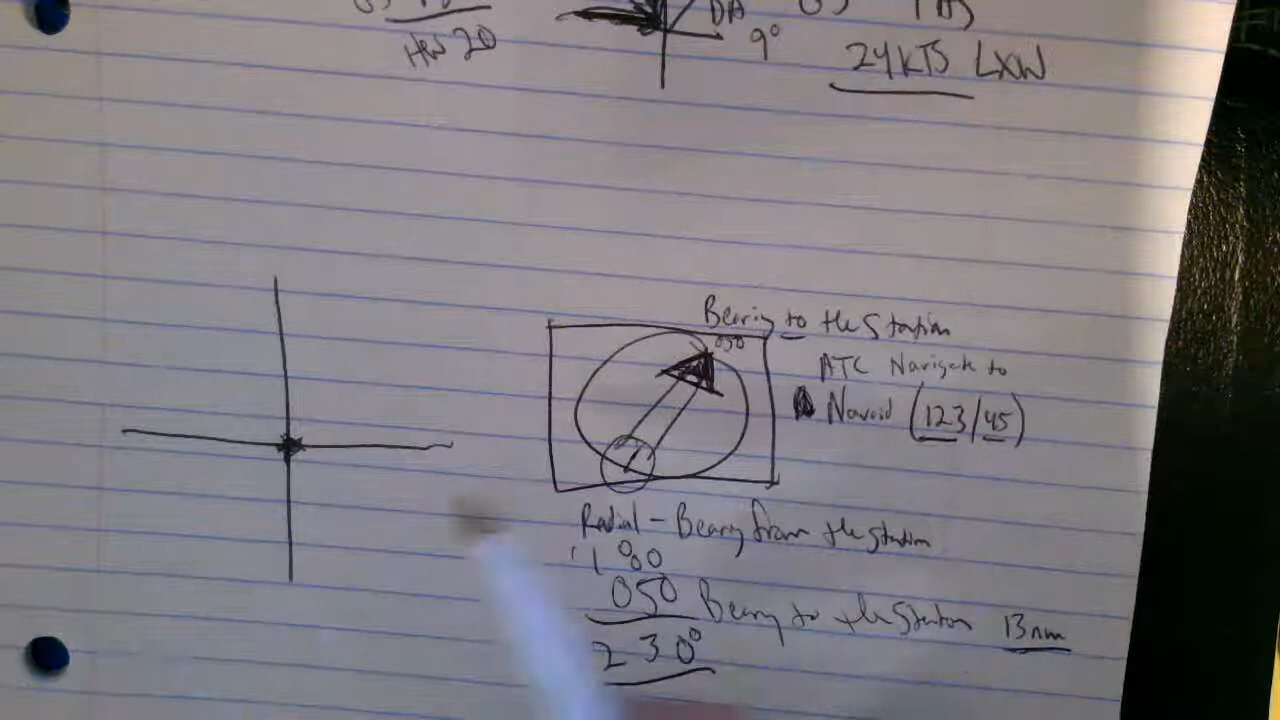 DA
9°
HW 20
24KTS LXW
Bearing to the Station
030
ATC Navigate to
Navaid (123/45)
Radial - Bearing from the Station
180
050 Bearing to the Station 13nm
230°